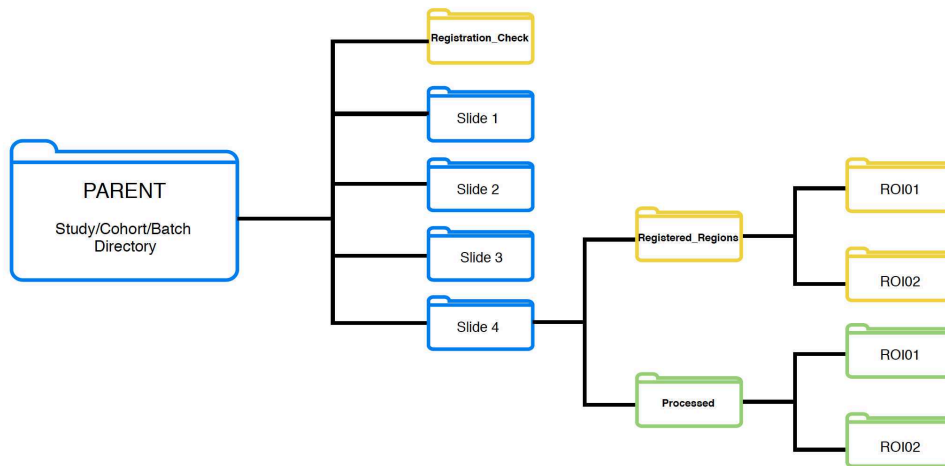 Registration_Check
Slide 1
PARENT
Study/Cohort/Batch
Directory
Slide 2
Slide 3
Slide 4
Registered_Regions
ROI01
ROI02
Processed
ROI01
ROI02